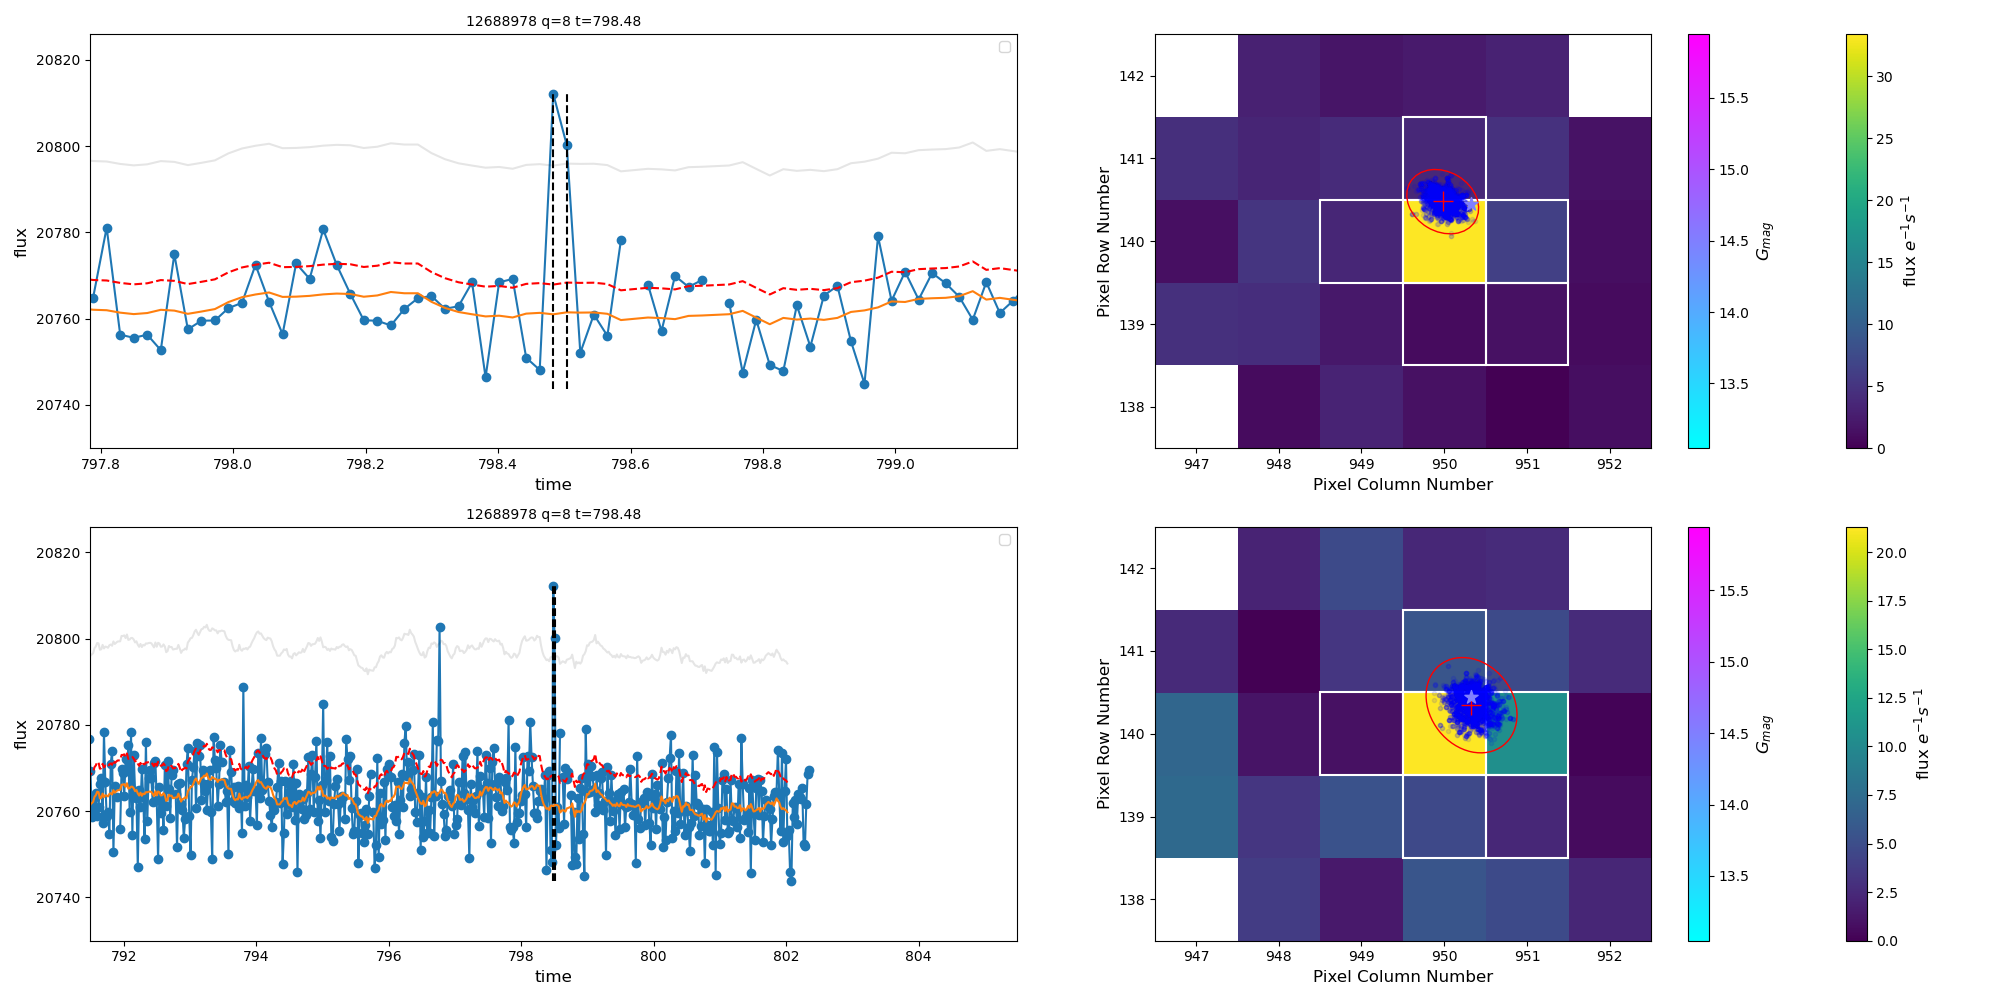 12688978 q=8 t=798.48
flux
20820
20800
20780
20760
20740
797.8 798.0 798.2 798.4 798.6 798.8 799.0
time
Pixel Row Number
142
141
140
139
138
947 948 949 950 951 952
Pixel Column Number
15.5
15.0
14.5
14.0
13.5
Gmag
30
25
20
15
10
5
0
flux e−1s−1
12688978 q=8 t=798.48
flux
20820
20800
20780
20760
20740
792 794 796 798 800 802 804
time
Pixel Row Number
142
141
140
139
138
947 948 949 950 951 952
Pixel Column Number
15.5
15.0
14.5
14.0
13.5
Gmag
20.0
17.5
15.0
12.5
10.0
7.5
5.0
2.5
0.0
flux e−1s−1